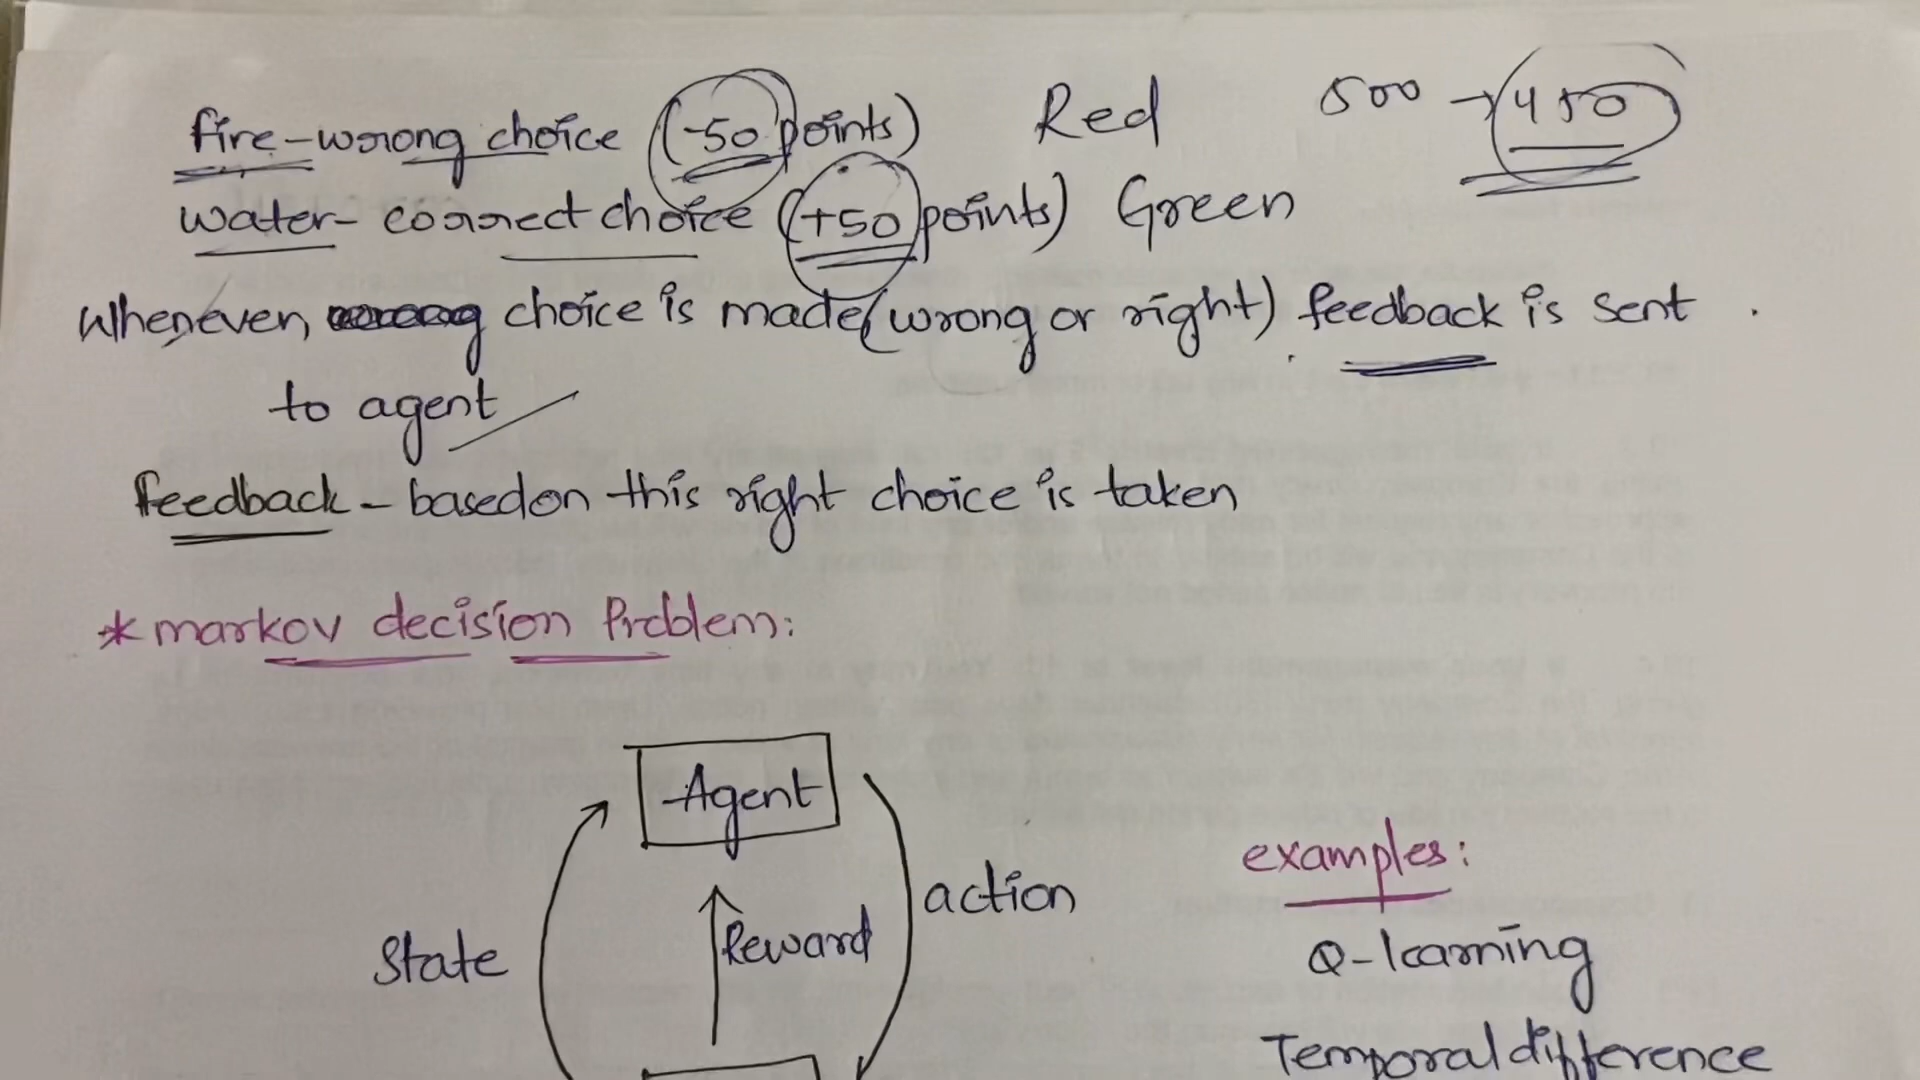 fire-wrong choice (-50 points) Red 500 → 450
water- correct choice (+50 points) Green
Whenever, choice is made (wrong or right) feedback is sent
to agent
feedback - based on this right choice is taken
* markov decision Problem:
Agent
examples:
action
State Reward
Q-learning
Temporal difference